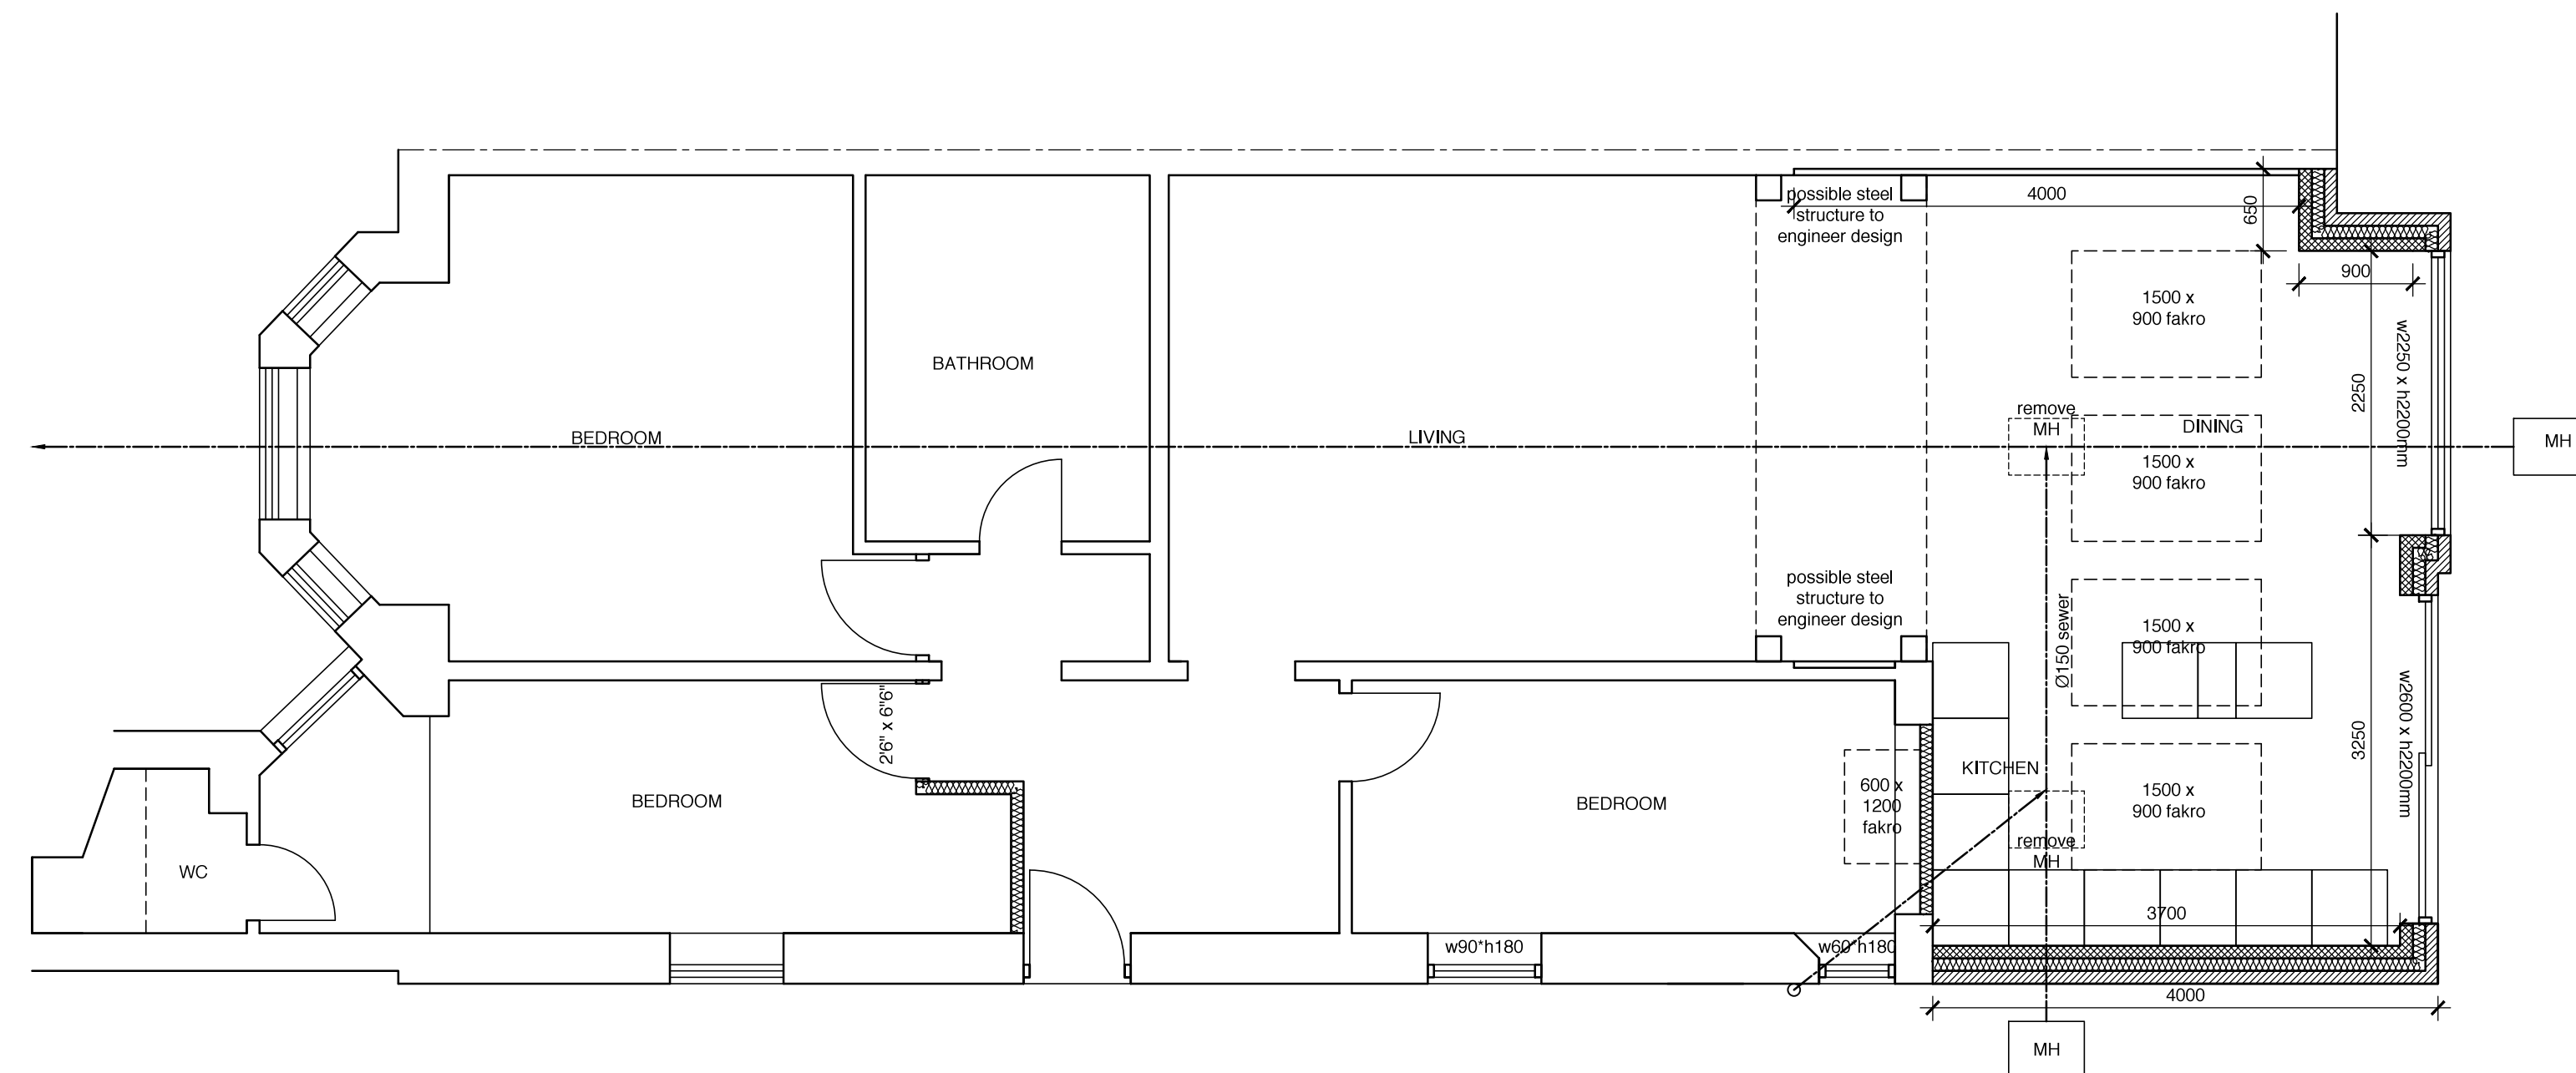 possible steel
structure to
engineer design
4000
650
900
1500 x
900 fakro
w2250 x h2200mm
2250
BATHROOM
BEDROOM
LIVING
remove
MH
DINING
1500 x
900 fakro
MH
possible steel
structure to
engineer design
Ø150 sewer
1500 x
900 fakro
2'6" x 6'6"
w2600 x h2200mm
3250
KITCHEN
BEDROOM
BEDROOM
600 x
1200
fakro
1500 x
900 fakro
remove
MH
WC
3700
w90*h180
w60*h180
4000
MH